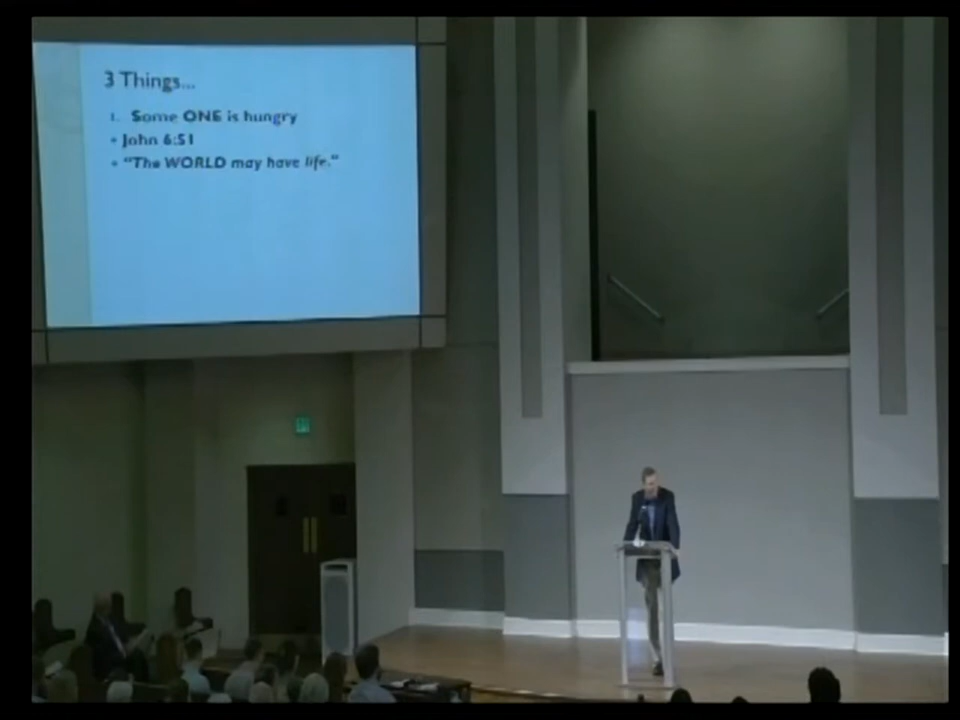 3 Things...
1. Some ONE is hungry
• John 6:51
• "The WORLD may have life."